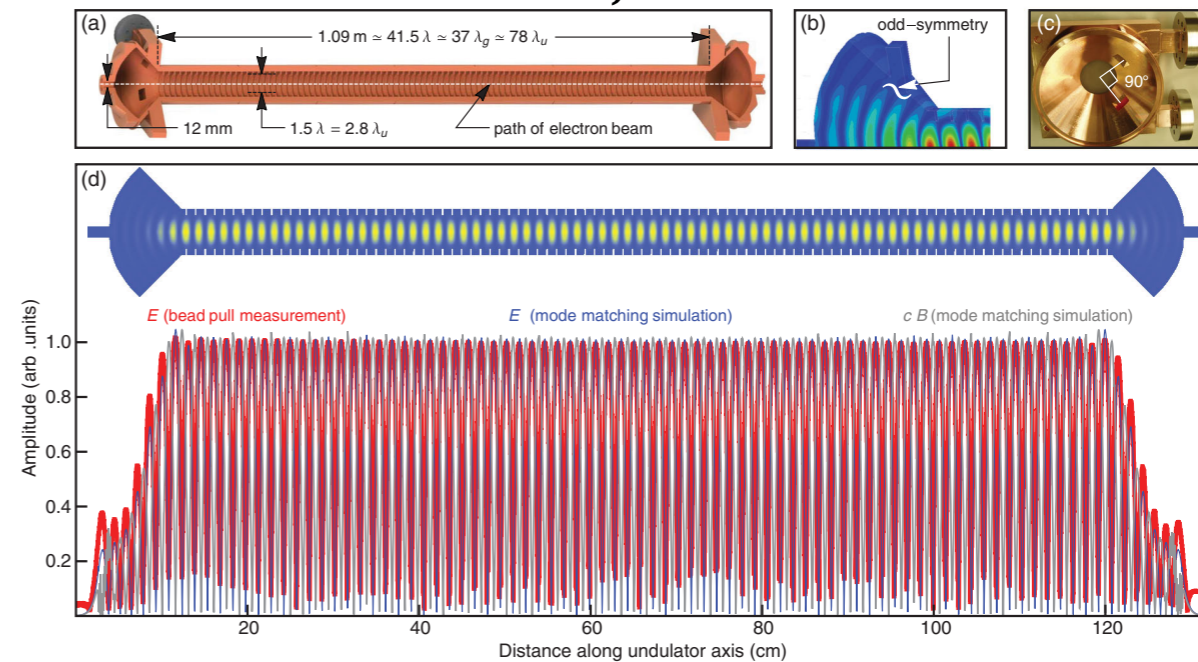 (a)
1.09 m ≃ 41.5 λ ≃ 37 λg ≃ 78 λu
12 mm
1.5 λ = 2.8 λu
path of electron beam
(b)
odd–symmetry
(c)
90°
(d)
E (bead pull measurement)
E (mode matching simulation)
c B (mode matching simulation)
Amplitude (arb .units)
1.0
0.8
0.6
0.4
0.2
20
40
60
80
100
120
Distance along undulator axis (cm)